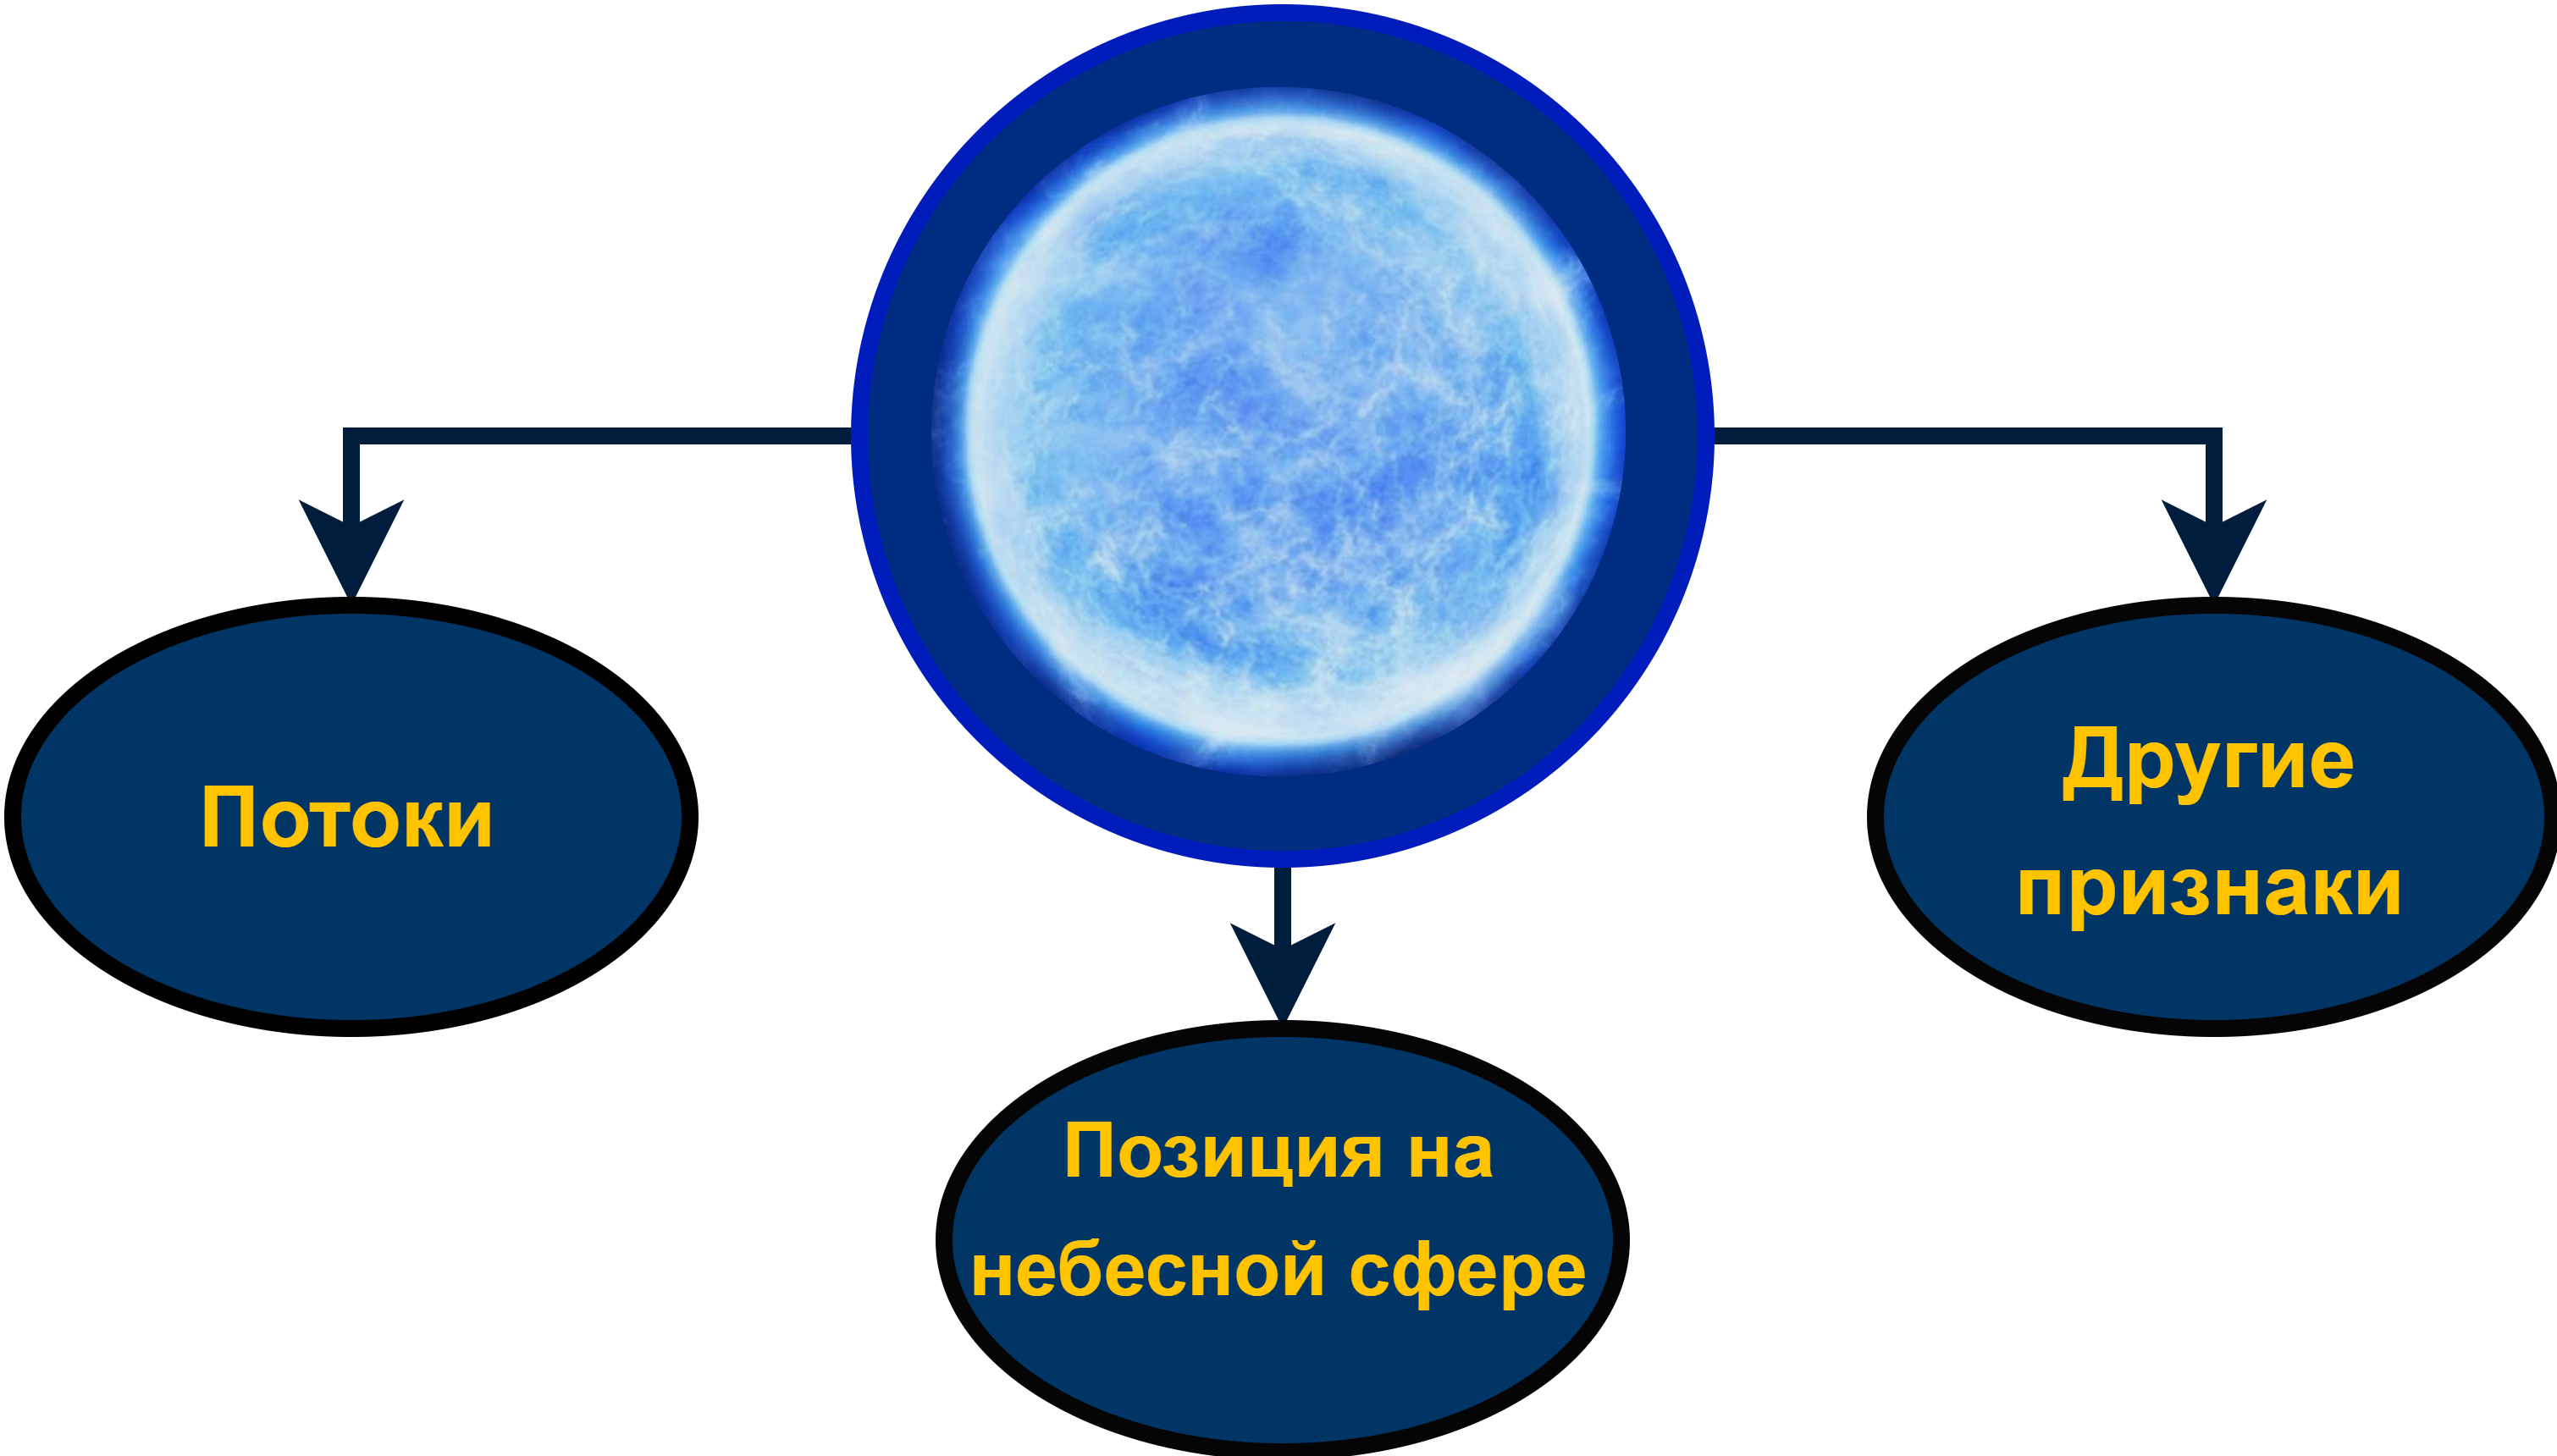 Потоки
Другие
признаки
Позиция на
небесной сфере